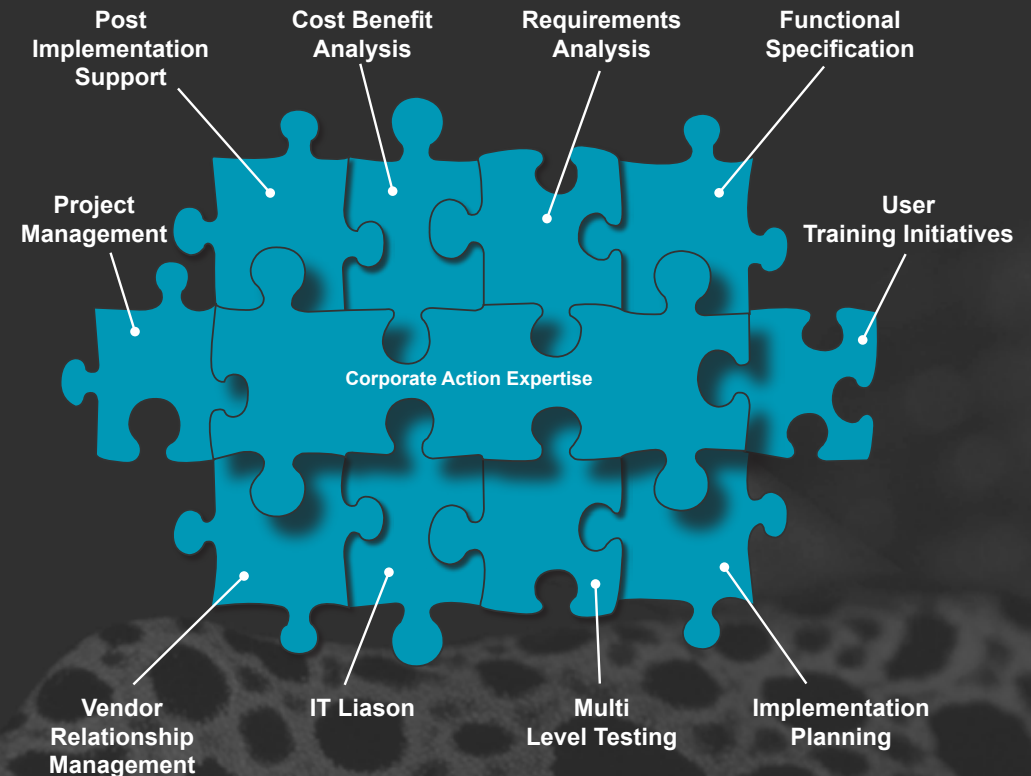 Post
Implementation
Support
Cost Benefit
Analysis
Requirements
Analysis
Functional
Specification
Project
Management
User
Training Initiatives
Corporate Action Expertise
Vendor
Relationship
Management
IT Liason
Multi
Level Testing
Implementation
Planning